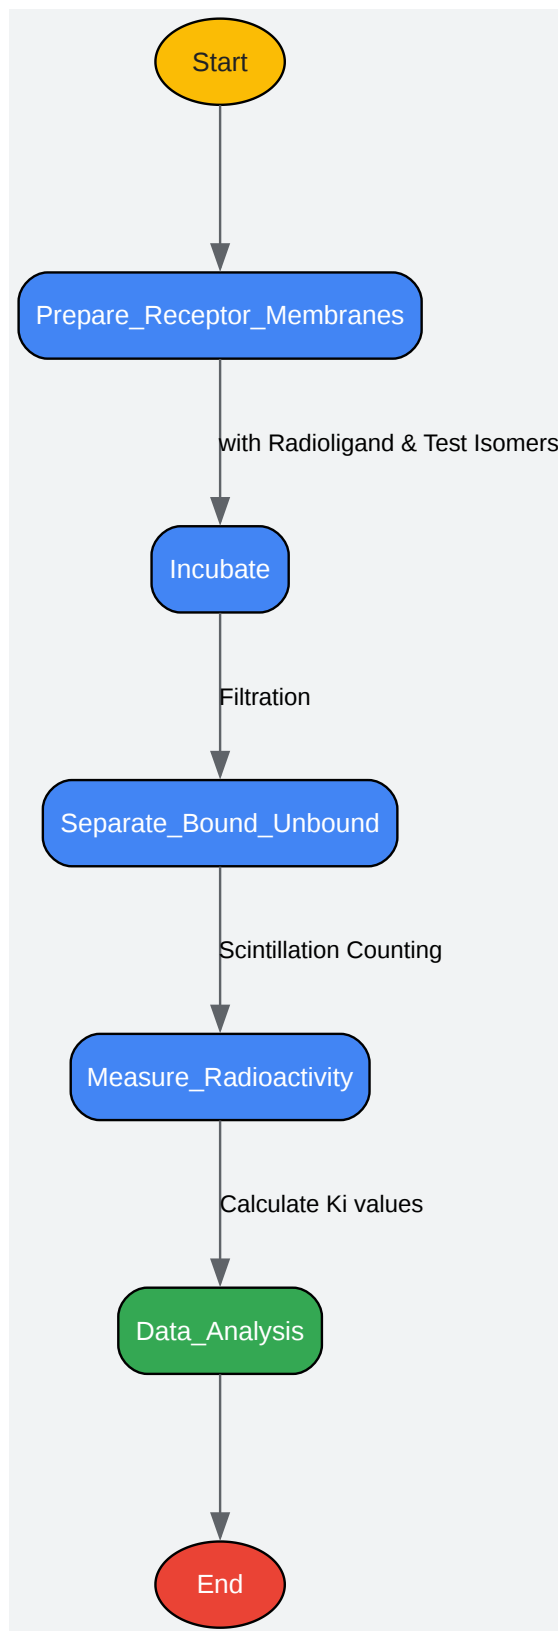 Start
Prepare_Receptor_Membranes
with Radioligand & Test Isomers
Incubate
Filtration
Separate_Bound_Unbound
Scintillation Counting
Measure_Radioactivity
Calculate Ki values
Data_Analysis
End